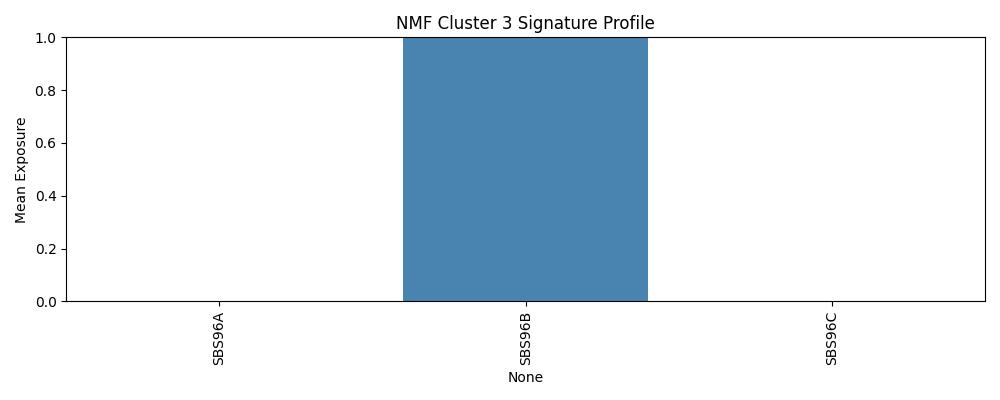 NMF Cluster 3 Signature Profile
1.0
0.8
0.6
0.4
0.2
0.0
Mean Exposure
SBS96A
SBS96B
SBS96C
None